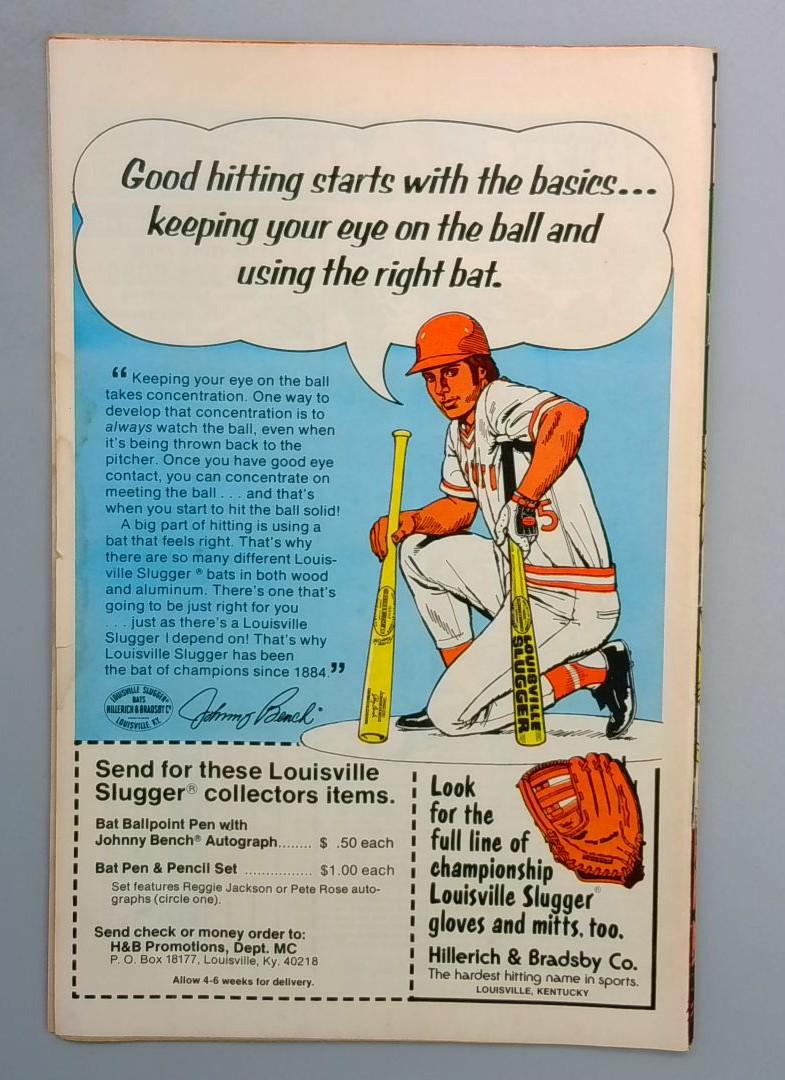 Good hitting starts with the basics...
keeping your eye on the ball and
using the right bat.
“Keeping your eye on the ball
takes concentration. One way to
develop that concentration is to
always watch the ball, even when
it's being thrown back to the
pitcher. Once you have good eye
contact, you can concentrate on
meeting the ball . . . and that's
when you start to hit the ball solid!
A big part of hitting is using a
bat that feels right. That's why
there are so many different Louis-
ville Slugger® bats in both wood
and aluminum. There's one that's
going to be just right for you
. . . just as there's a Louisville
Slugger I depend on! That's why
Louisville Slugger has been
the bat of champions since 1884.”
LOUISVILLE SLUGGER®
BATS
HILLERICH & BRADSBY Co
LOUISVILLE, KY.
Johnny Bench®
5
LOUISVILLE
SLUGGER
Send for these Louisville
Slugger® collectors items.
Bat Ballpoint Pen with
Johnny Bench® Autograph........ $ .50 each
Bat Pen & Pencil Set ................ $1.00 each
Set features Reggie Jackson or Pete Rose auto-
graphs (circle one).
Send check or money order to:
H&B Promotions, Dept. MC
P. O. Box 18177, Louisville, Ky. 40218
Allow 4-6 weeks for delivery.
Look
for the
full line of
championship
Louisville Slugger®
gloves and mitts, too.
Hillerich & Bradsby Co.
The hardest hitting name in sports.
LOUISVILLE, KENTUCKY